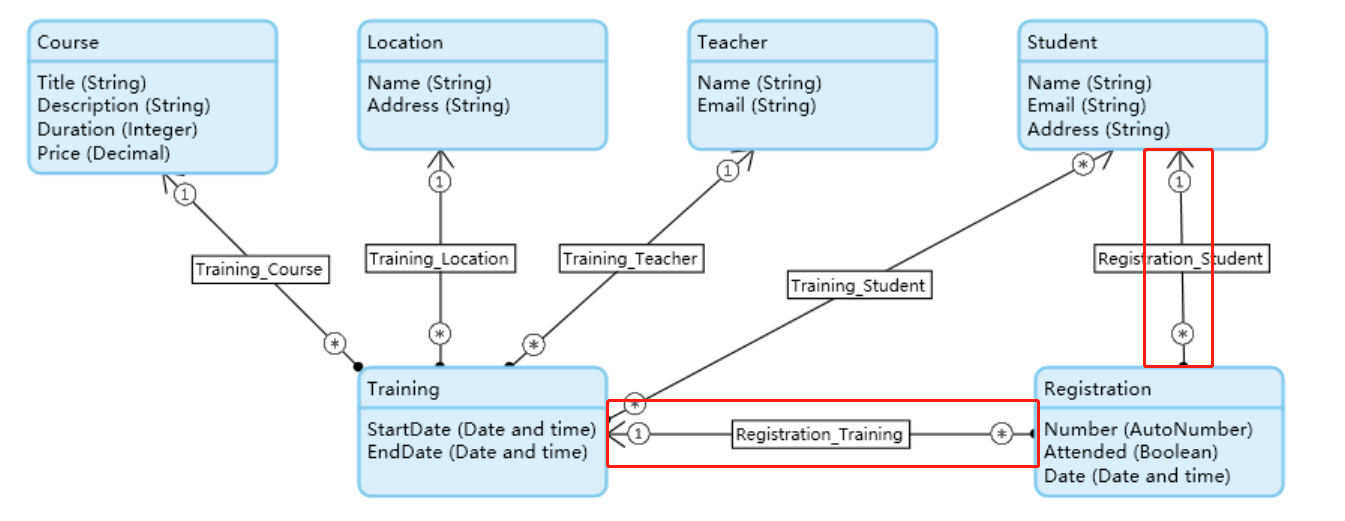 Course
Title (String)
Description (String)
Duration (Integer)
Price (Decimal)
Location
Name (String)
Address (String)
Teacher
Name (String)
Email (String)
Student
Name (String)
Email (String)
Address (String)
1
1
1
*
1
Training_Course
Training_Location
Training_Teacher
Training_Student
Registration_Student
*
*
*
*
*
Training
StartDate (Date and time)
EndDate (Date and time)
1
Registration_Training
*
Registration
Number (AutoNumber)
Attended (Boolean)
Date (Date and time)